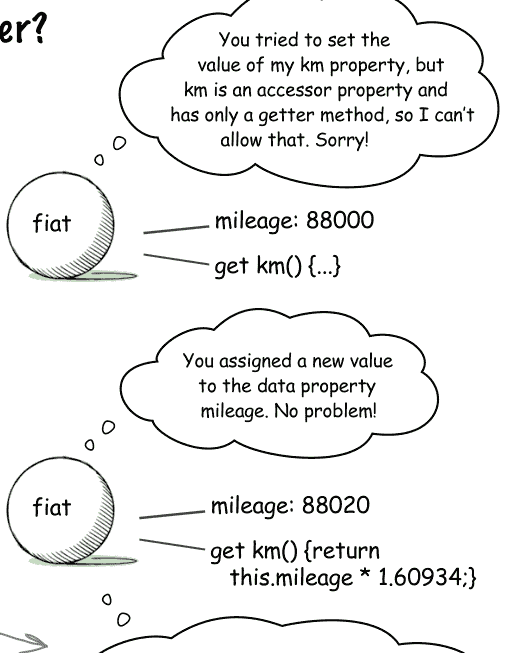 er?
You tried to set the
value of my km property, but
km is an accessor property and
has only a getter method, so I can't
allow that. Sorry!
fiat
mileage: 88000
get km() {...}
You assigned a new value
to the data property
mileage. No problem!
fiat
mileage: 88020
get km() {return
this.mileage * 1.60934;}